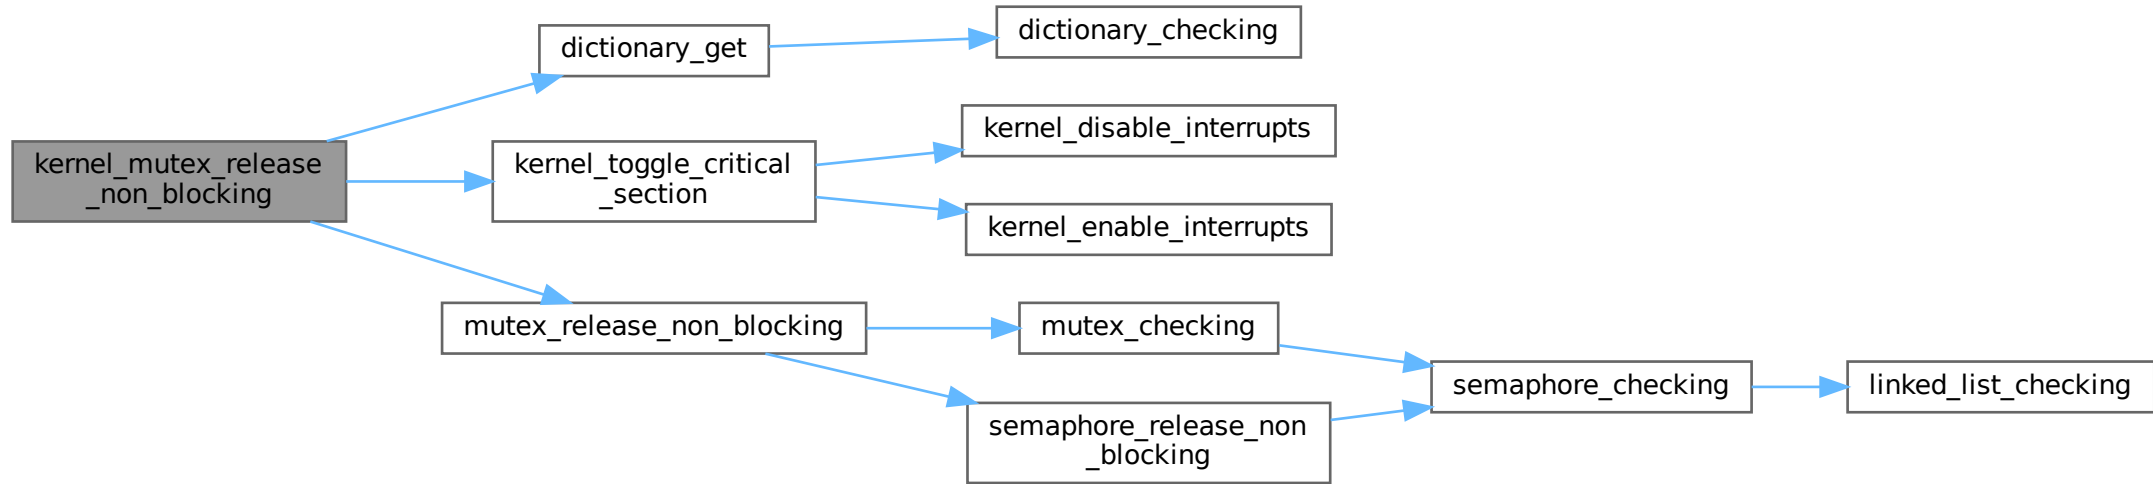 dictionary_checking
dictionary_get
kernel_disable_interrupts
kernel_mutex_release
_non_blocking
kernel_toggle_critical
_section
kernel_enable_interrupts
mutex_release_non_blocking
mutex_checking
semaphore_checking
linked_list_checking
semaphore_release_non
_blocking